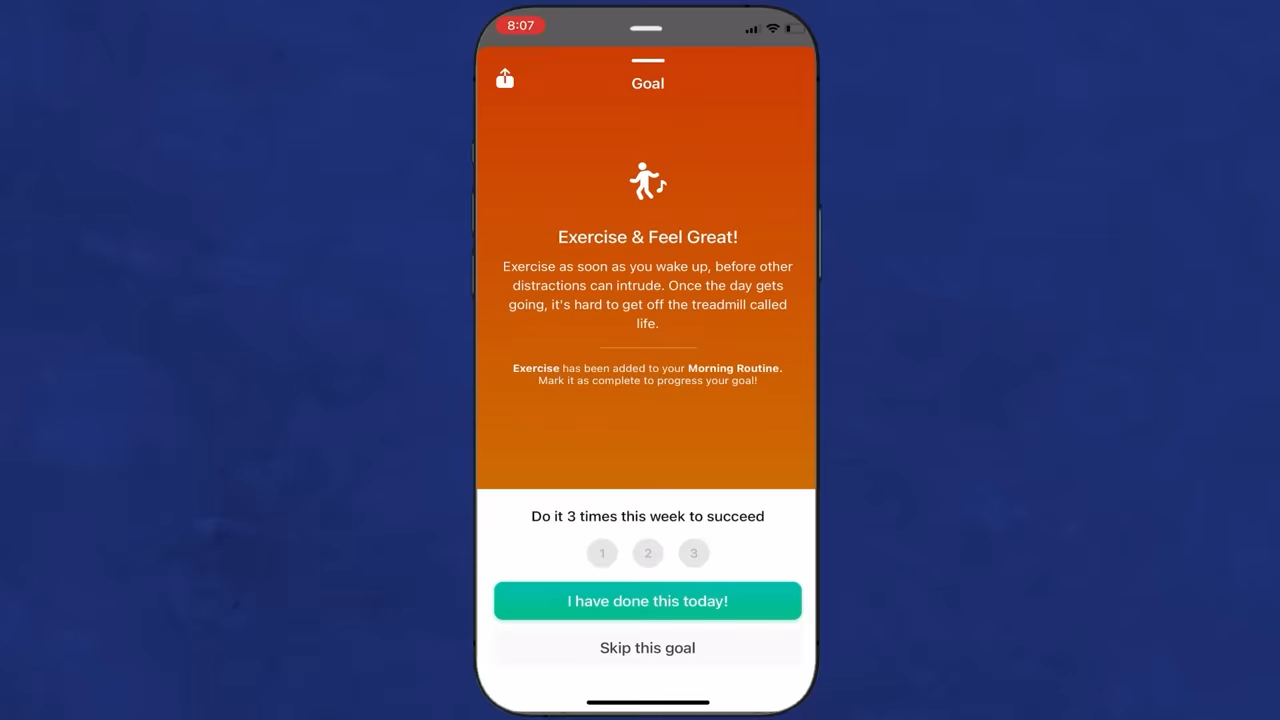 8:07
Goal
Exercise & Feel Great!
Exercise as soon as you wake up, before other
distractions can intrude. Once the day gets
going, it's hard to get off the treadmill called
life.
Exercise has been added to your Morning Routine.
Mark it as complete to progress your goal!
Do it 3 times this week to succeed
1 2 3
I have done this today!
Skip this goal